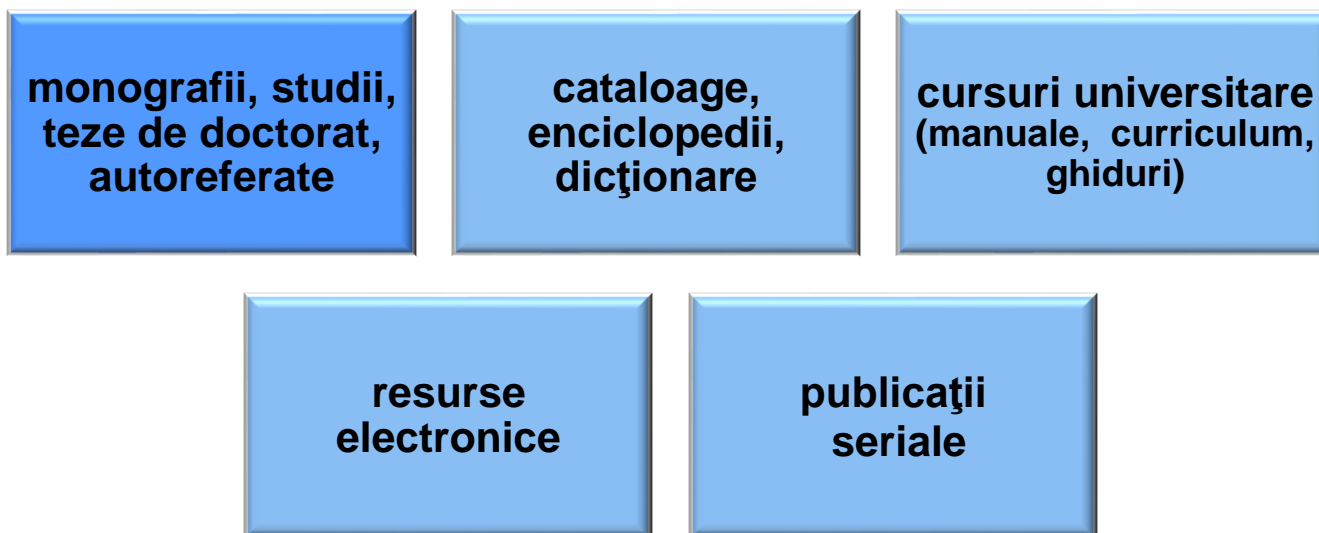 monografii, studii,
teze de doctorat,
autoreferate
cataloage,
enciclopedii,
dicţionare
cursuri universitare
(manuale, curriculum,
ghiduri)
resurse
electronice
publicaţii
seriale